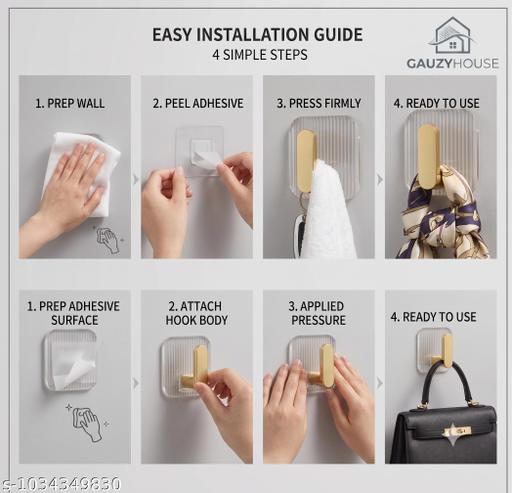 EASY INSTALLATION GUIDE
4 SIMPLE STEPS
GAUZYHOUSE
1. PREP WALL
2. PEEL ADHESIVE
3. PRESS FIRMLY
4. READY TO USE
1. PREP ADHESIVE
SURFACE
2. ATTACH
HOOK BODY
3. APPLIED
PRESSURE
4. READY TO USE
s-1034349830